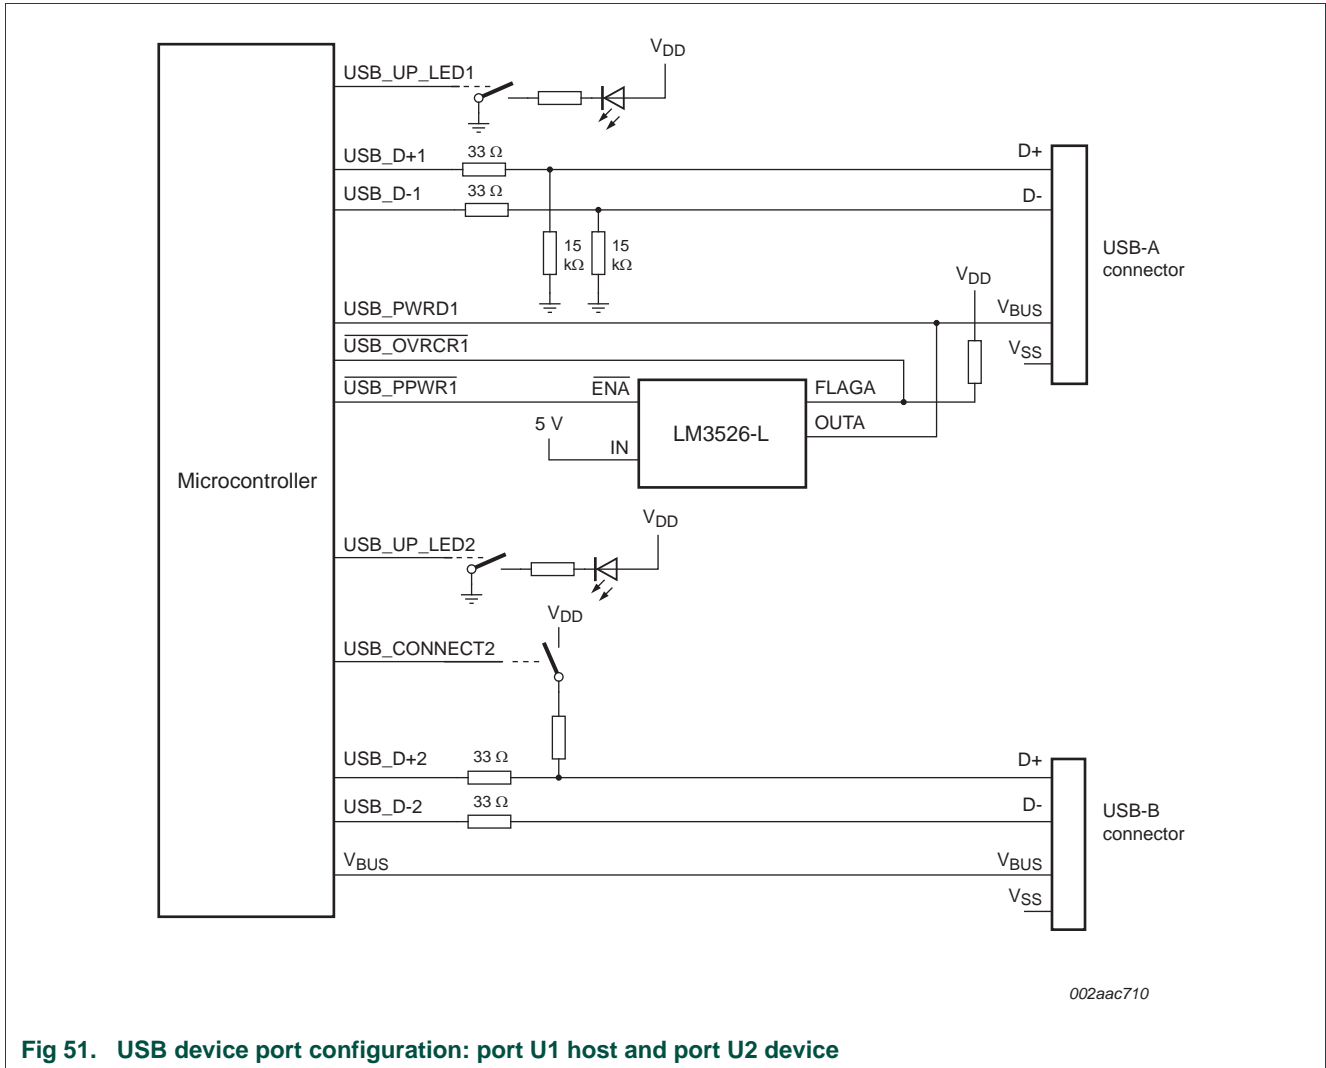 VDD
USB_UP_LED1
USB_D+1
33 Ω
D+
USB_D-1
33 Ω
D-
15
kΩ
15
kΩ
USB-A
connector
VDD
USB_PWRD1
VBUS
USB_OVRCR1
VSS
USB_PPWR1
ENA
FLAGA
5 V
IN
LM3526-L
OUTA
Microcontroller
VDD
USB_UP_LED2
VDD
USB_CONNECT2
USB_D+2
33 Ω
D+
USB_D-2
33 Ω
D-
USB-B
connector
VBUS
VBUS
VSS
002aac710
Fig 51. USB device port configuration: port U1 host and port U2 device